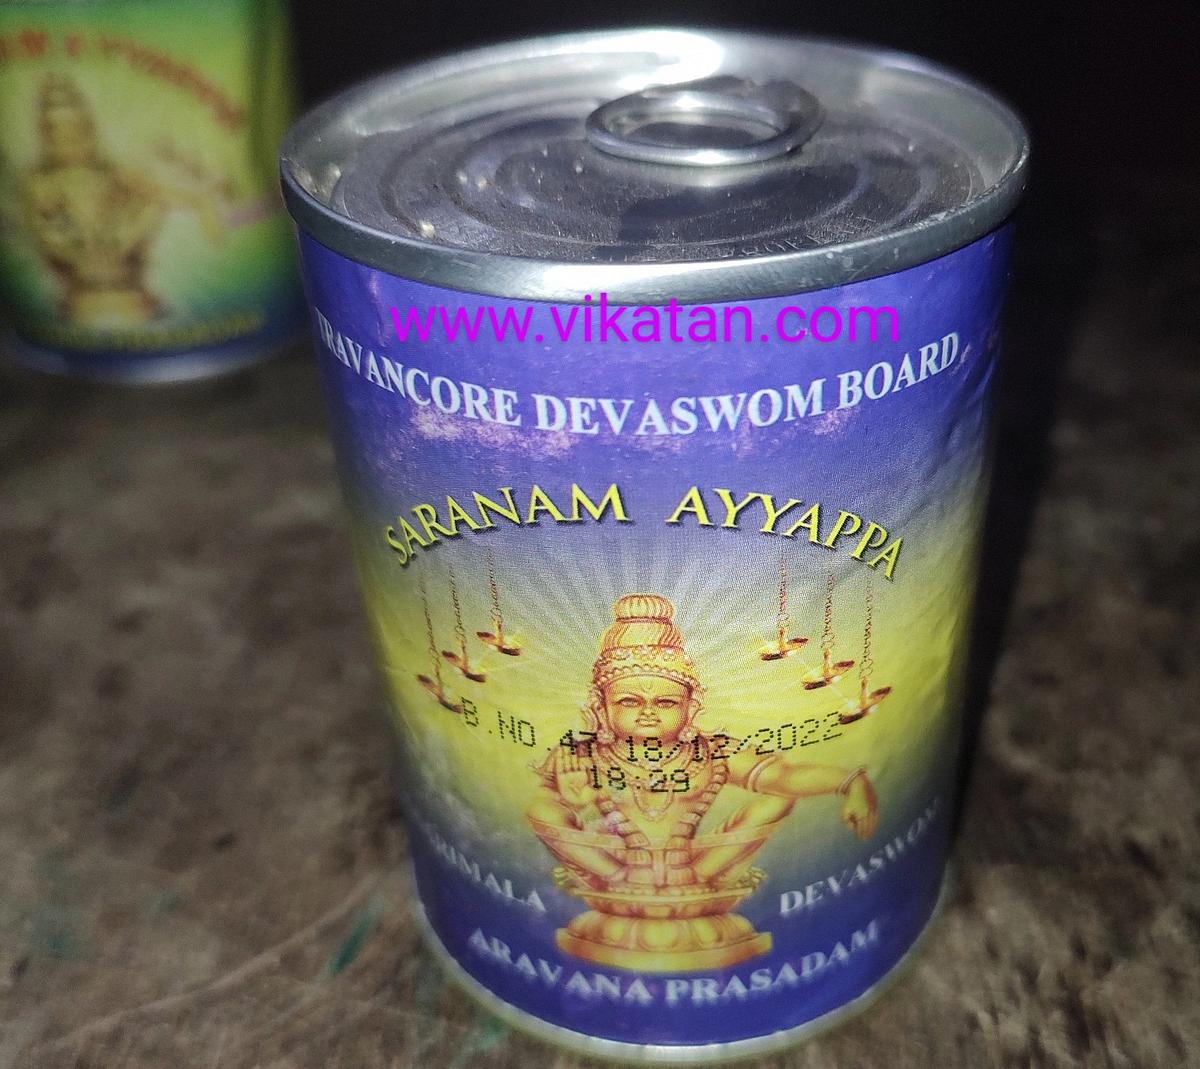 www.vikatan.com
TRAVANCORE DEVASWOM BOARD
SARANAM AYYAPPA
B.NO 47 18/12/2022
18:29
DEVASWOM
ARAVANA PRASADAM